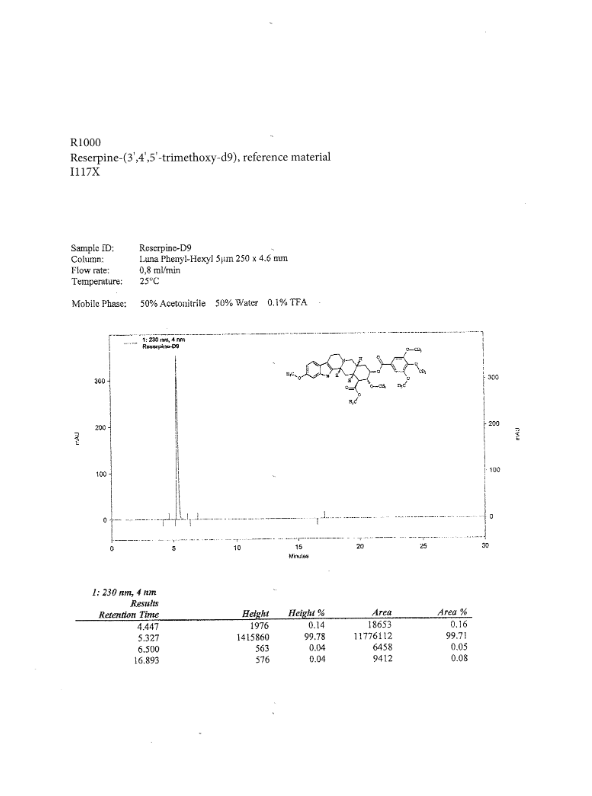 R1000
Reserpine-(3',4',5'-trimethoxy-d9), reference material
I117X
Sample ID: Reserpine-D9
Column: Luna Phenyl-Hexyl 5µm 250 x 4.6 mm
Flow rate: 0,8 ml/min
Temperature: 25°C
Mobile Phase: 50% Acetonitrile 50% Water 0.1% TFA
1: 230 nm, 4 nm
Reserpine-D9
300
200
100
0
mAU
300
200
100
0
mAU
0 5 10 15 20 25 30
Minutes
1: 230 nm, 4 nm
Results
Retention Time Height Height % Area Area %
4.447 1976 0.14 18653 0.16
5.327 1415860 99.78 11776112 99.71
6.500 563 0.04 6458 0.05
16.893 576 0.04 9412 0.08